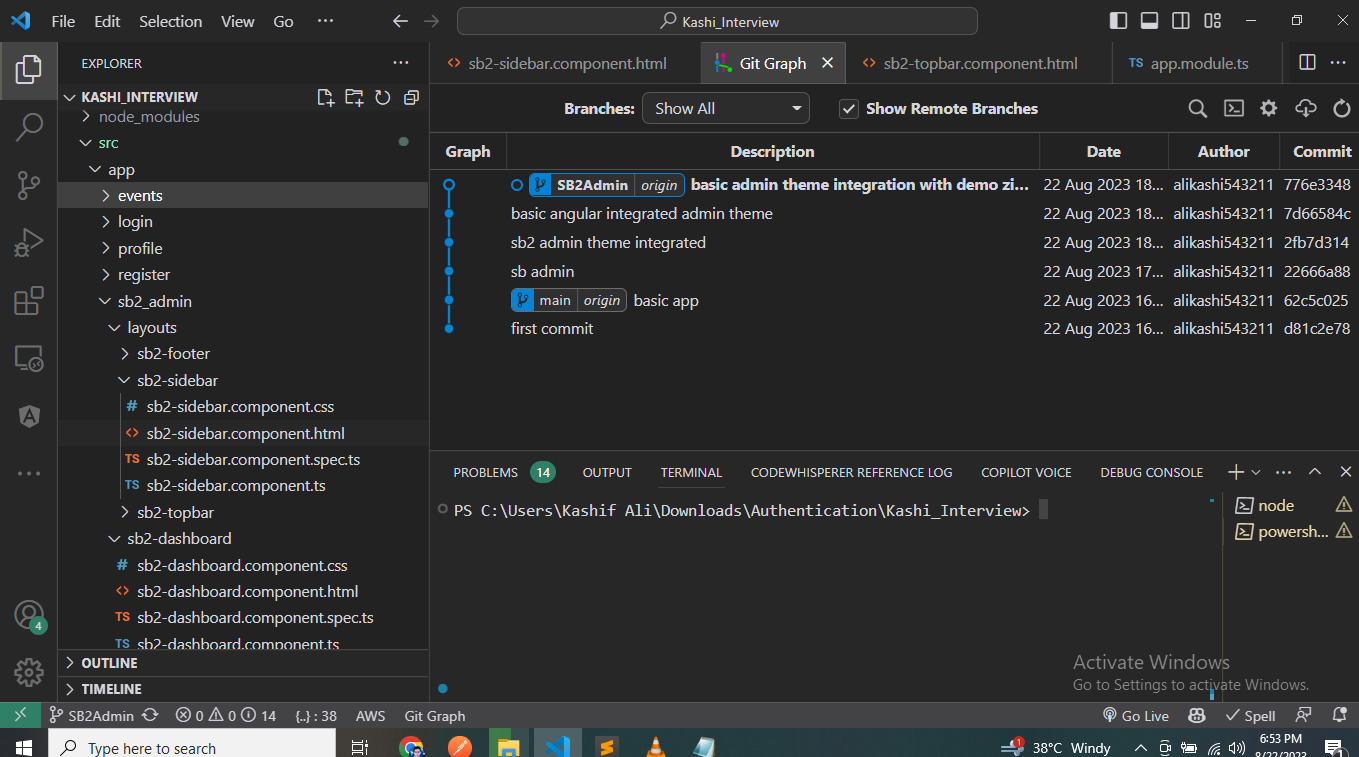 File Edit Selection View Go ··· Kashi_Interview
EXPLORER ···
KASHI_INTERVIEW
node_modules
src
app
events
login
profile
register
sb2_admin
layouts
sb2-footer
sb2-sidebar
# sb2-sidebar.component.css
<> sb2-sidebar.component.html
TS sb2-sidebar.component.spec.ts
TS sb2-sidebar.component.ts
sb2-topbar
sb2-dashboard
# sb2-dashboard.component.css
<> sb2-dashboard.component.html
TS sb2-dashboard.component.spec.ts
TS sb2-dashboard.component.ts
OUTLINE
TIMELINE
4
<> sb2-sidebar.component.html Git Graph <> sb2-topbar.component.html TS app.module.ts
Branches: Show All Show Remote Branches
Graph Description Date Author Commit
SB2Admin origin basic admin theme integration with demo zi... 22 Aug 2023 18... alikashi543211 776e3348
basic angular integrated admin theme 22 Aug 2023 18... alikashi543211 7d66584c
sb2 admin theme integrated 22 Aug 2023 18... alikashi543211 2fb7d314
sb admin 22 Aug 2023 17... alikashi543211 22666a88
main origin basic app 22 Aug 2023 16... alikashi543211 62c5c025
first commit 22 Aug 2023 16... alikashi543211 d81c2e78
PROBLEMS 14 OUTPUT TERMINAL CODEWHISPERER REFERENCE LOG COPILOT VOICE DEBUG CONSOLE
PS C:\Users\Kashif Ali\Downloads\Authentication\Kashi_Interview>
node
powersh...
Activate Windows
Go to Settings to activate Windows.
SB2Admin 0 0 14 {..} : 38 AWS Git Graph Go Live Spell
Type here to search 1 38°C Windy 6:53 PM
8/22/2023 1